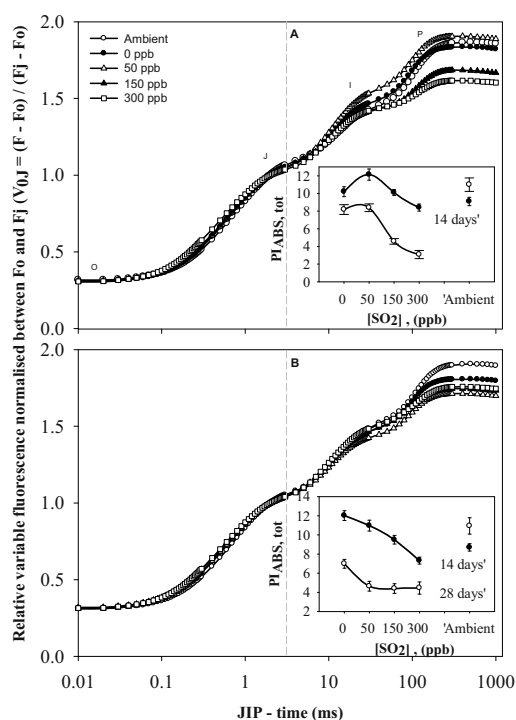 Relative variable fluorescence normalised between Fo and Fj (V0J = (F - Fo) / (Fj - Fo)
2.0
1.5
1.0
0.5
0.0
Ambient
0 ppb
50 ppb
150 ppb
300 ppb
A
O
J
I
P
PIABS, tot
12
10
8
6
4
2
0
14 days'
0 50 150 300 'Ambient
[SO2] , (ppb)
2.0
1.5
1.0
0.5
0.0
B
PIABS, tot
14
12
10
8
6
4
2
0
14 days'
28 days'
0 50 150 300 'Ambient
[SO2] , (ppb)
0.01 0.1 1 10 100 1000
JIP - time (ms)